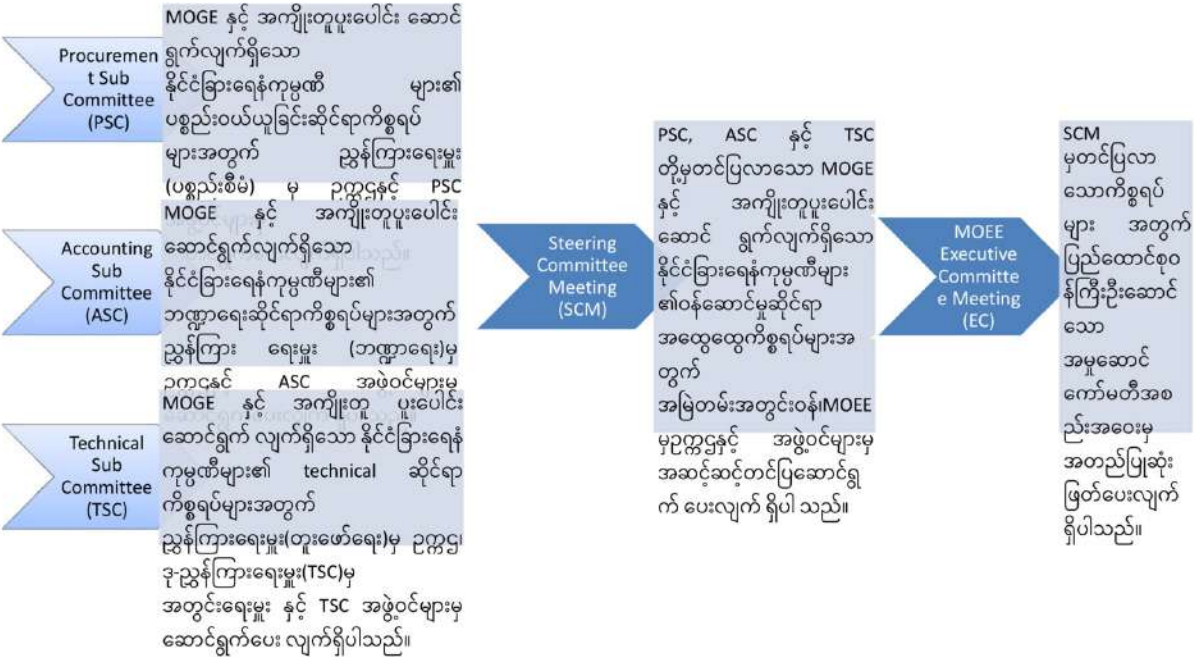 Procuremen
t Sub
Committee
(PSC)
MOGE နှင့် အကျိုးတူပူးပေါင်း ဆောင်
ရွက်လျက်ရှိသော
နိုင်ငံခြားရေနံကုမ္ပဏီ များ၏
ပစ္စည်းဝယ်ယူခြင်းဆိုင်ရာကိစ္စရပ်
များအတွက် ညွှန်ကြားရေးမှူး
(ပစ္စည်းစီမံ) မှ ဥက္ကဌနှင့် PSC
Accounting
Sub
Committee
(ASC)
MOGE နှင့် အကျိုးတူပူးပေါင်း
ဆောင်ရွက်လျက်ရှိသော
နိုင်ငံခြားရေနံကုမ္ပဏီများ၏
ဘဏ္ဍာရေးဆိုင်ရာကိစ္စရပ်များအတွက်
ညွှန်ကြား ရေးမှူး (ဘဏ္ဍာရေး)မှ
ဥက္ကဌနှင့် ASC အဖွဲ့ဝင်များမှ
Technical
Sub
Committee
(TSC)
MOGE နှင့် အကျိုးတူ ပူးပေါင်း
ဆောင်ရွက် လျက်ရှိသော နိုင်ငံခြားရေနံ
ကုမ္ပဏီများ၏ technical ဆိုင်ရာ
ကိစ္စရပ်များအတွက်
ညွှန်ကြားရေးမှူး(တူးဖော်ရေး)မှ ဥက္ကဌ၊
ဒု-ညွှန်ကြားရေးမှူး(TSC)မှ
အတွင်းရေးမှူး နှင့် TSC အဖွဲ့ဝင်များမှ
ဆောင်ရွက်ပေး လျက်ရှိပါသည်။
Steering
Committee
Meeting
(SCM)
PSC, ASC နှင့် TSC
တို့မှတင်ပြလာသော MOGE
နှင့် အကျိုးတူပူးပေါင်း
ဆောင် ရွက်လျက်ရှိသော
နိုင်ငံခြားရေနံကုမ္ပဏီများ
၏ဝန်ဆောင်မှုဆိုင်ရာ
အထွေထွေကိစ္စရပ်များအ
တွက်
အမြဲတမ်းအတွင်းဝန်၊MOEE
မှဥက္ကဌနှင့် အဖွဲ့ဝင်များမှ
အဆင့်ဆင့်တင်ပြဆောင်ရွ
က် ပေးလျက် ရှိပါ သည်။
MOEE
Executive
Committe
e Meeting
(EC)
SCM
မှတင်ပြလာ
သောကိစ္စရပ်
များ အတွက်
ပြည်ထောင်စုဝ
န်ကြီးဦးဆောင်
သော
အမှုဆောင်
ကော်မတီအစ
ည်းအဝေးမှ
အတည်ပြုဆုံး
ဖြတ်ပေးလျက်
ရှိပါသည်။